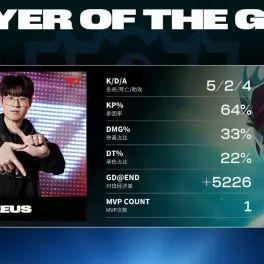 YER OF THE G
K/D/A
击杀/死亡/助攻
5/2/4
KP%
参团率
64%
DMG%
伤害占比
33%
DT%
承伤占比
22%
GD@END
对位经济差
+5226
MVP COUNT
MVP次数
1
EUS